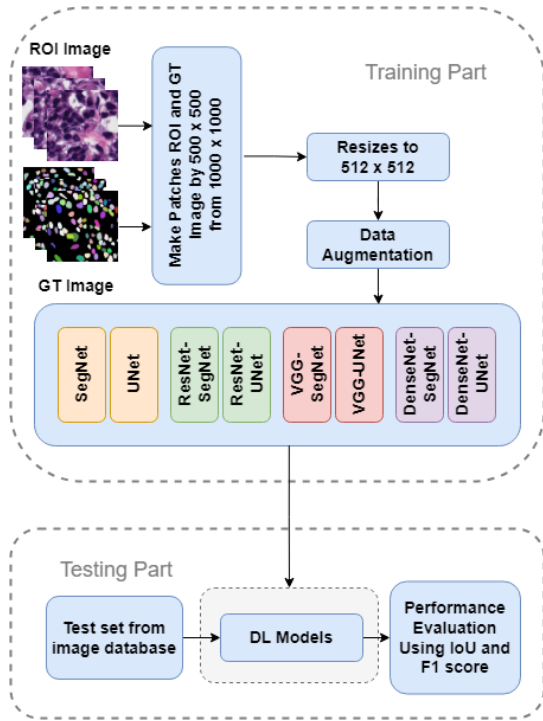 ROI Image
Training Part
Make Patches ROI and GT
Image by 500 x 500
from 1000 x 1000
Resizes to
512 x 512
Data
Augmentation
GT Image
SegNet
UNet
ResNet-
SegNet
ResNet-
UNet
VGG-
SegNet
VGG-UNet
DenseNet-
SegNet
DenseNet-
UNet
Testing Part
Test set from
image database
DL Models
Performance
Evaluation
Using IoU and
F1 score